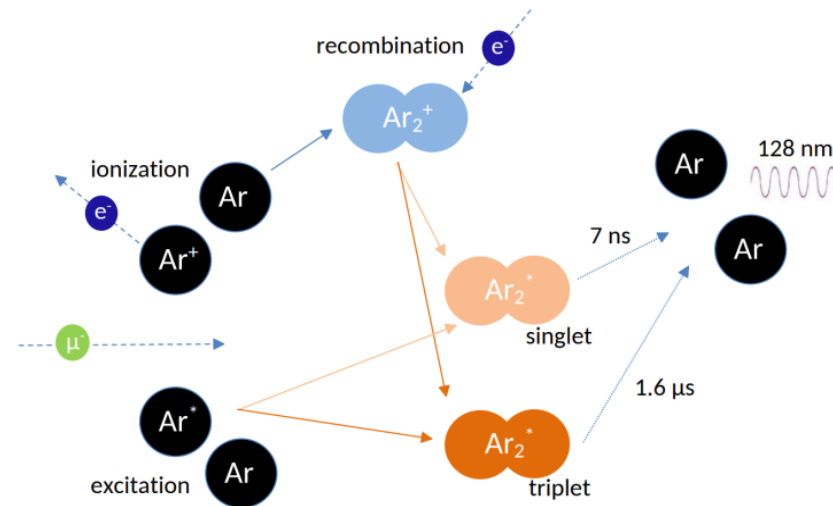 recombination
e⁻
Ar₂⁺
ionization
Ar
e⁻
Ar⁺
Ar
128 nm
Ar
7 ns
Ar₂*
singlet
μ⁻
1.6 µs
Ar*
Ar
excitation
Ar₂*
triplet